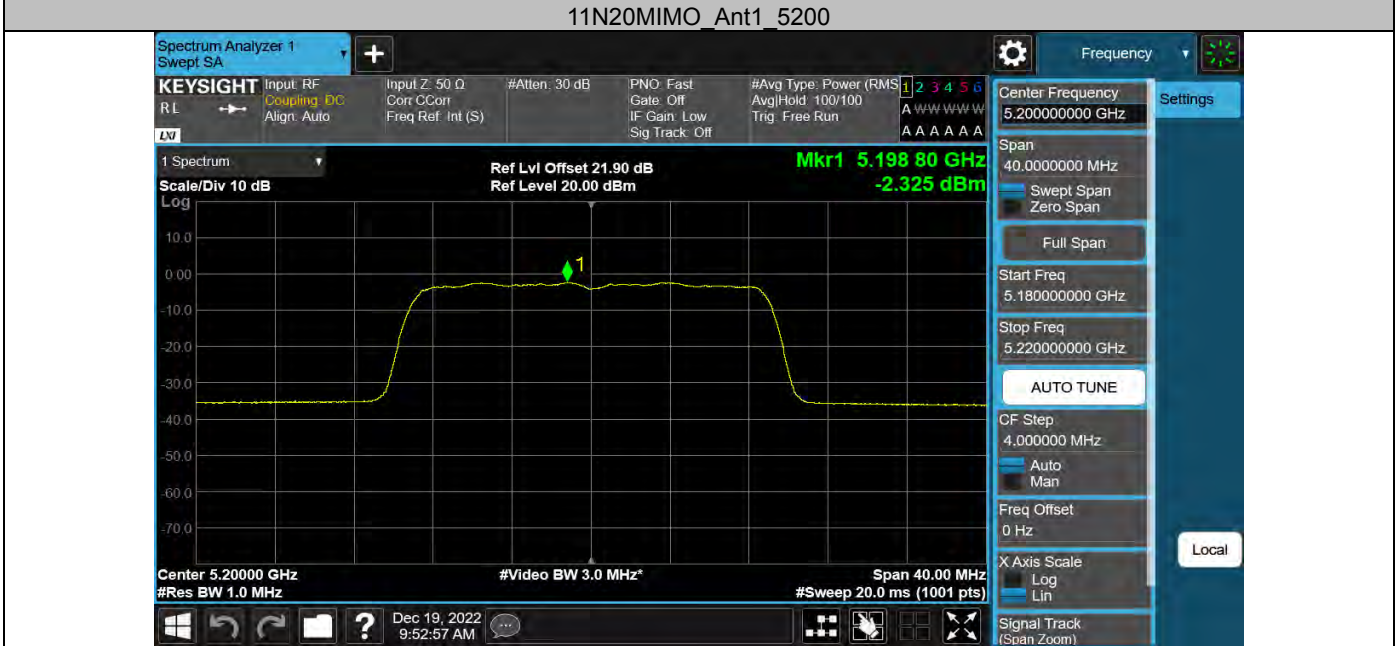 11N20MIMO_Ant1_5200
Spectrum Analyzer 1
Swept SA
Frequency
KEYSIGHT
R L
LXI
Input: RF
Coupling: DC
Align: Auto
Input Z: 50 Ω
Corr CCorr
Freq Ref: Int (S)
#Atten: 30 dB
PNO: Fast
Gate: Off
IF Gain: Low
Sig Track: Off
#Avg Type: Power (RMS
Avg|Hold: 100/100
Trig: Free Run
1 2 3 4 5 6
A W W W W W
A A A A A A
Center Frequency
5.200000000 GHz
Settings
1 Spectrum
Scale/Div 10 dB
Ref Lvl Offset 21.90 dB
Ref Level 20.00 dBm
Mkr1 5.198 80 GHz
-2.325 dBm
Span
40.0000000 MHz
Swept Span
Zero Span
Full Span
Start Freq
5.180000000 GHz
Stop Freq
5.220000000 GHz
AUTO TUNE
CF Step
4.000000 MHz
Auto
Man
Freq Offset
0 Hz
X Axis Scale
Log
Lin
Signal Track
(Span Zoom)
Local
Log
10.0
0.00
-10.0
-20.0
-30.0
-40.0
-50.0
-60.0
-70.0
1
Center 5.20000 GHz
#Res BW 1.0 MHz
#Video BW 3.0 MHz*
Span 40.00 MHz
#Sweep 20.0 ms (1001 pts)
?
Dec 19, 2022
9:52:57 AM